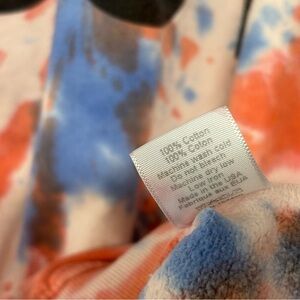 100% Cotton
100% Coton
Machine wash cold
Do not bleach
Machine dry low
Low iron
Made in the USA
Fabriqué aux EUA